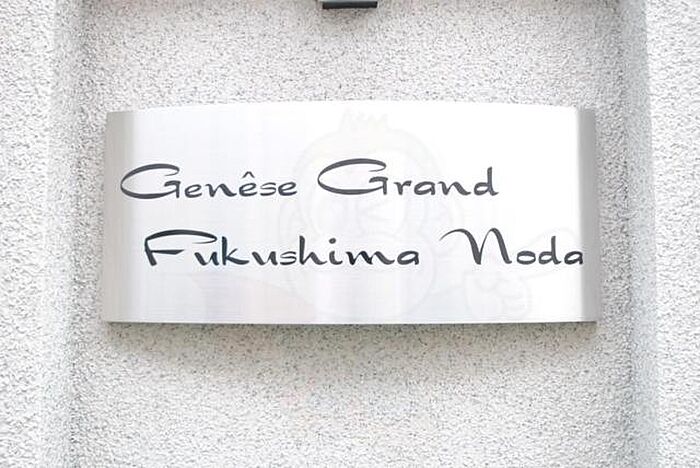 Genêse Grand
Fukushima Noda